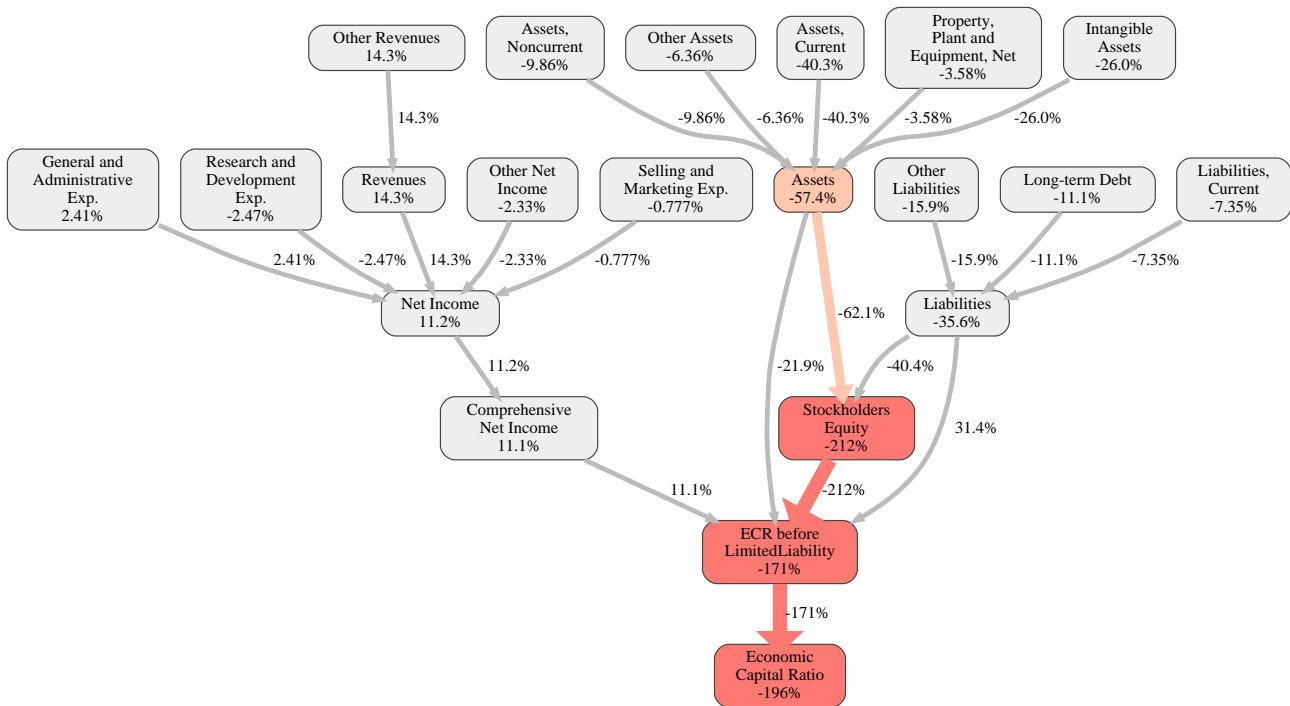 Other Revenues
14.3%
Assets,
Noncurrent
-9.86%
Other Assets
-6.36%
Assets,
Current
-40.3%
Property,
Plant and
Equipment, Net
-3.58%
Intangible
Assets
-26.0%
14.3%
-9.86%
-6.36%
-40.3%
-3.58%
-26.0%
General and
Administrative
Exp.
2.41%
Research and
Development
Exp.
-2.47%
Revenues
14.3%
Other Net
Income
-2.33%
Selling and
Marketing Exp.
-0.777%
Assets
-57.4%
Other
Liabilities
-15.9%
Long-term Debt
-11.1%
Liabilities,
Current
-7.35%
2.41%
-2.47%
14.3%
-2.33%
-0.777%
-15.9%
-11.1%
-7.35%
Net Income
11.2%
Liabilities
-35.6%
-62.1%
11.2%
-21.9%
-40.4%
Comprehensive
Net Income
11.1%
Stockholders
Equity
-212%
31.4%
11.1%
-212%
ECR before
LimitedLiability
-171%
-171%
Economic
Capital Ratio
-196%